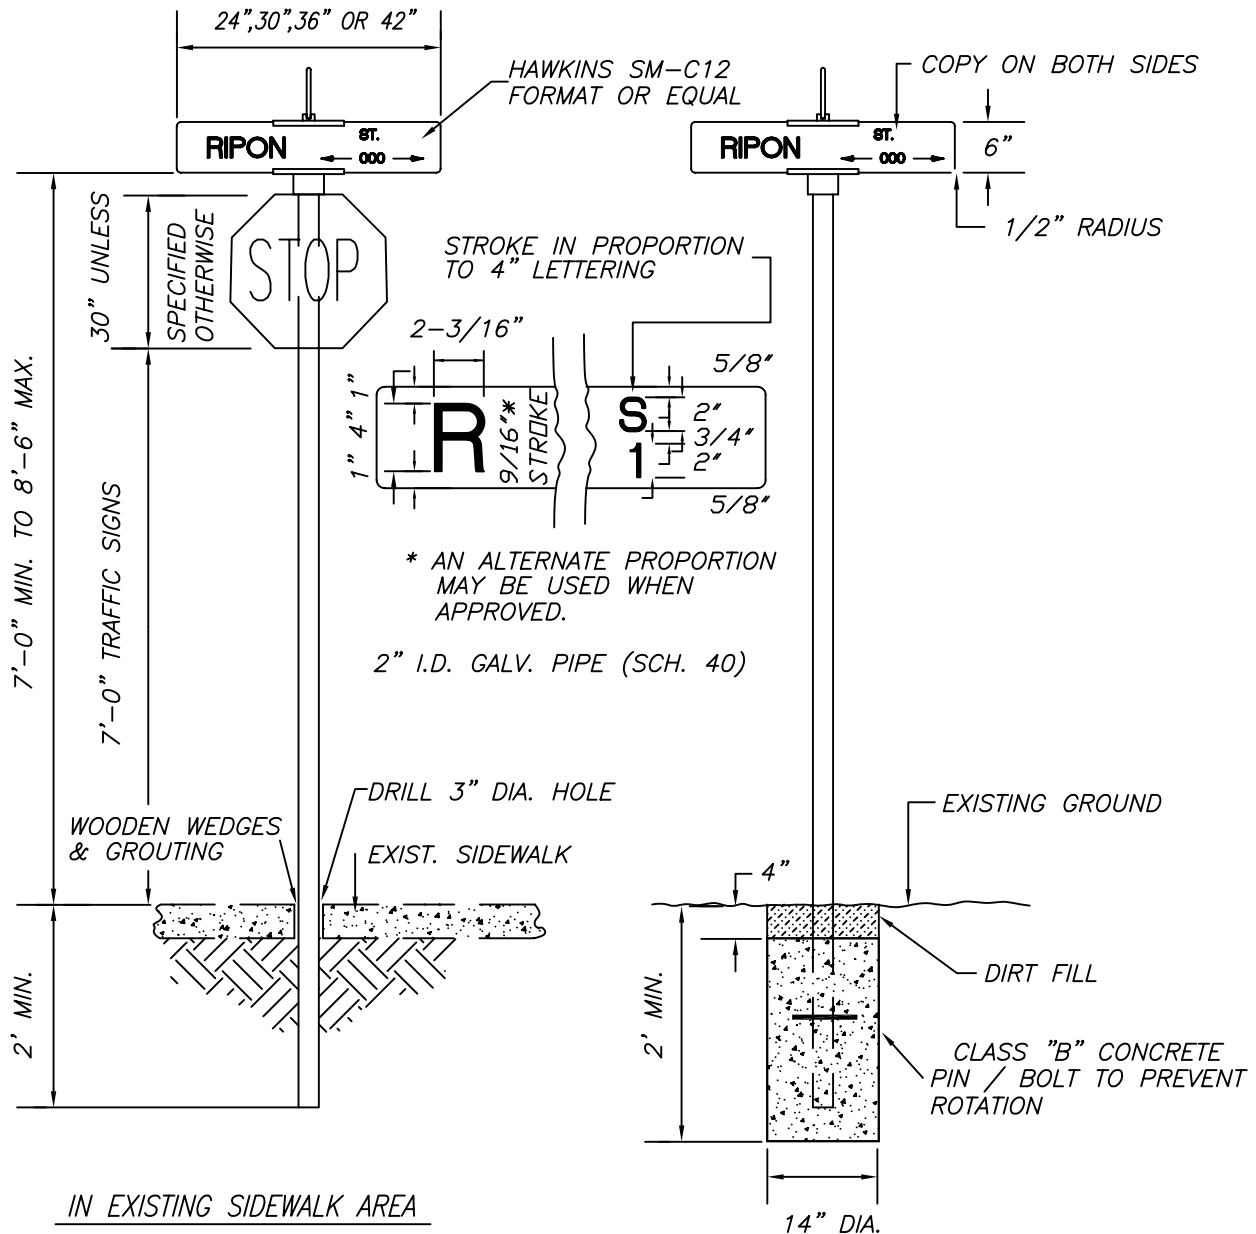 24",30",36" OR 42"
HAWKINS SM-C12
FORMAT OR EQUAL
COPY ON BOTH SIDES
RIPON
ST.
← 000 →
RIPON
ST.
← 000 →
6"
1/2" RADIUS
30" UNLESS
SPECIFIED
OTHERWISE
STOP
STROKE IN PROPORTION
TO 4" LETTERING
2-3/16"
5/8"
1" 4" 1"
R
9/16"*
STROKE
S
1
2"
3/4"
2"
5/8"
* AN ALTERNATE PROPORTION
MAY BE USED WHEN
APPROVED.
2" I.D. GALV. PIPE (SCH. 40)
7'-0" MIN. TO 8'-6" MAX.
7'-0" TRAFFIC SIGNS
DRILL 3" DIA. HOLE
WOODEN WEDGES
& GROUTING
EXIST. SIDEWALK
EXISTING GROUND
4"
DIRT FILL
2' MIN.
2' MIN.
CLASS "B" CONCRETE
PIN / BOLT TO PREVENT
ROTATION
IN EXISTING SIDEWALK AREA
14" DIA.